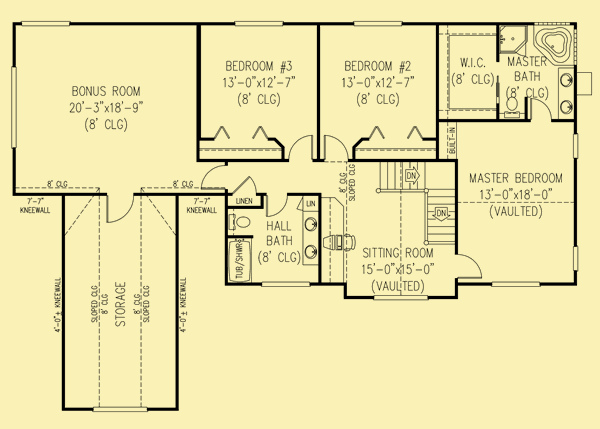 BONUS ROOM
20'-3"x18'-9"
(8' CLG)
BEDROOM #3
13'-0"x12'-7"
(8' CLG)
BEDROOM #2
13'-0"x12'-7"
(8' CLG)
W.I.C.
(8' CLG)
MASTER
BATH
(8' CLG)
BUILT-IN
MASTER BEDROOM
13'-0"x18'-0"
(VAULTED)
8' CLG
8' CLG
7'-7"
KNEEWALL
7'-7"
KNEEWALL
LINEN
LIN
HALL
BATH
(8' CLG)
TUB/SHWR
8' CLG
SLOPED CLG
DN
DN
SITTING ROOM
15'-0"x15'-0"
(VAULTED)
4'-0"± KNEEWALL
SLOPED CLG
8' CLG
STORAGE
8' CLG
SLOPED CLG
4'-0"± KNEEWALL